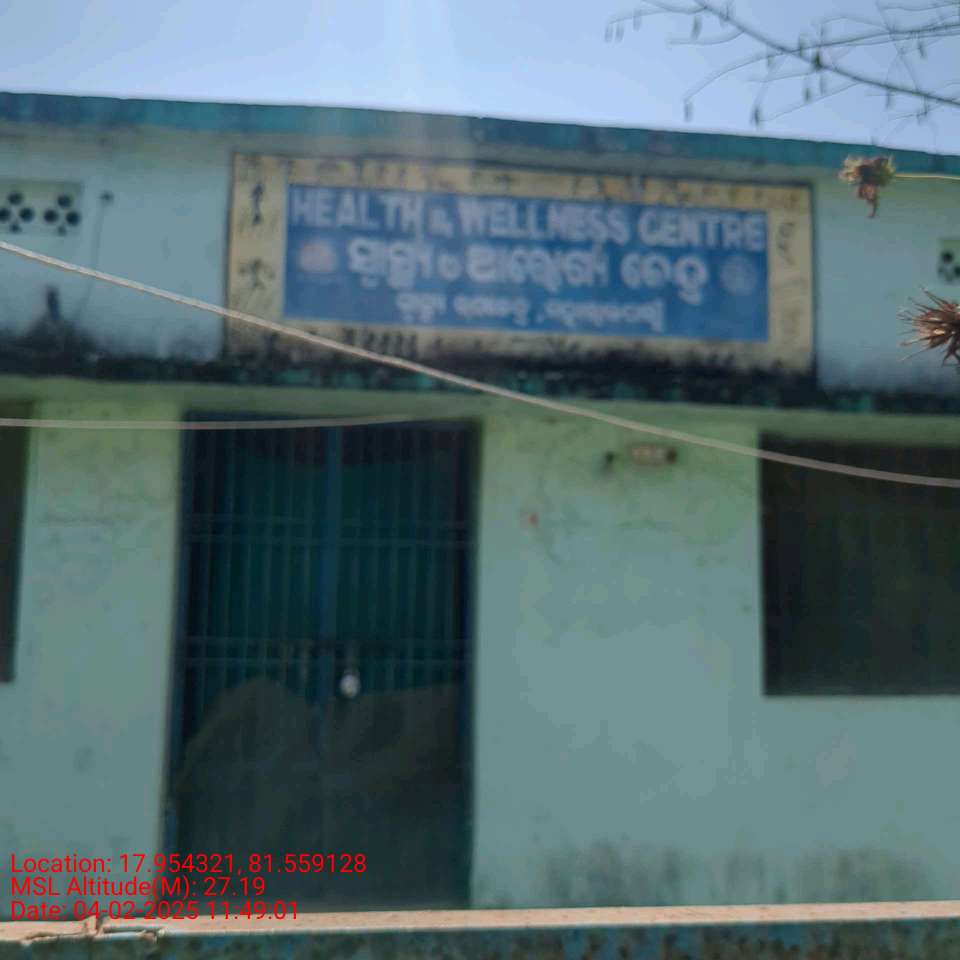 HEALTH & WELLNESS CENTRE
ସ୍ୱାସ୍ଥ୍ୟ ଓ ଆରୋଗ୍ୟ କେନ୍ଦ୍ର
Location: 17.954321, 81.559128
MSL Altitude(M): 27.19
Date: 04-02-2025 11:49:01